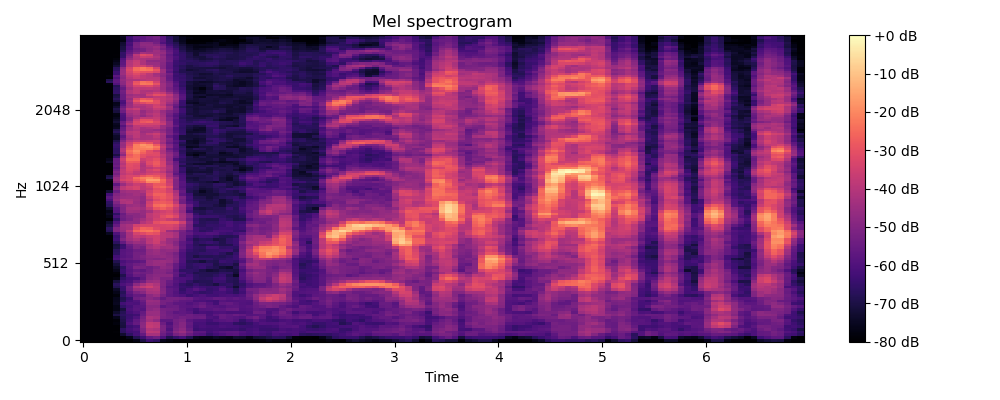 Mel spectrogram
Hz
2048
1024
512
0
0 1 2 3 4 5 6
Time
+0 dB
-10 dB
-20 dB
-30 dB
-40 dB
-50 dB
-60 dB
-70 dB
-80 dB